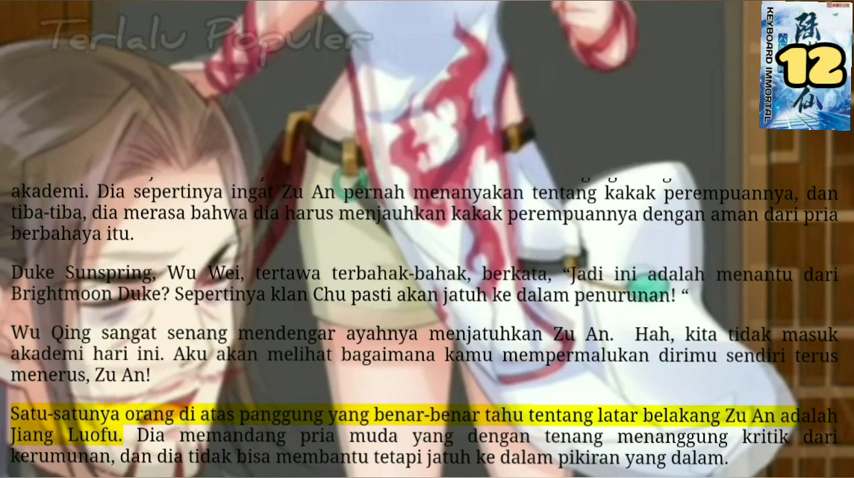 Terlalu Populer
KEYBOARD IMMORTAL
12
akademi. Dia sepertinya ingat Zu An pernah menanyakan tentang kakak perempuannya, dan
tiba-tiba, dia merasa bahwa dia harus menjauhkan kakak perempuannya dengan aman dari pria
berbahaya itu.
Duke Sunspring, Wu Wei, tertawa terbahak-bahak, berkata, “Jadi ini adalah menantu dari
Brightmoon Duke? Sepertinya klan Chu pasti akan jatuh ke dalam penurunan! “
Wu Qing sangat senang mendengar ayahnya menjatuhkan Zu An. Hah, kita tidak masuk
akademi hari ini. Aku akan melihat bagaimana kamu mempermalukan dirimu sendiri terus
menerus, Zu An!
Satu-satunya orang di atas panggung yang benar-benar tahu tentang latar belakang Zu An adalah
Jiang Luofu. Dia memandang pria muda yang dengan tenang menanggung kritik dari
kerumunan, dan dia tidak bisa membantu tetapi jatuh ke dalam pikiran yang dalam.